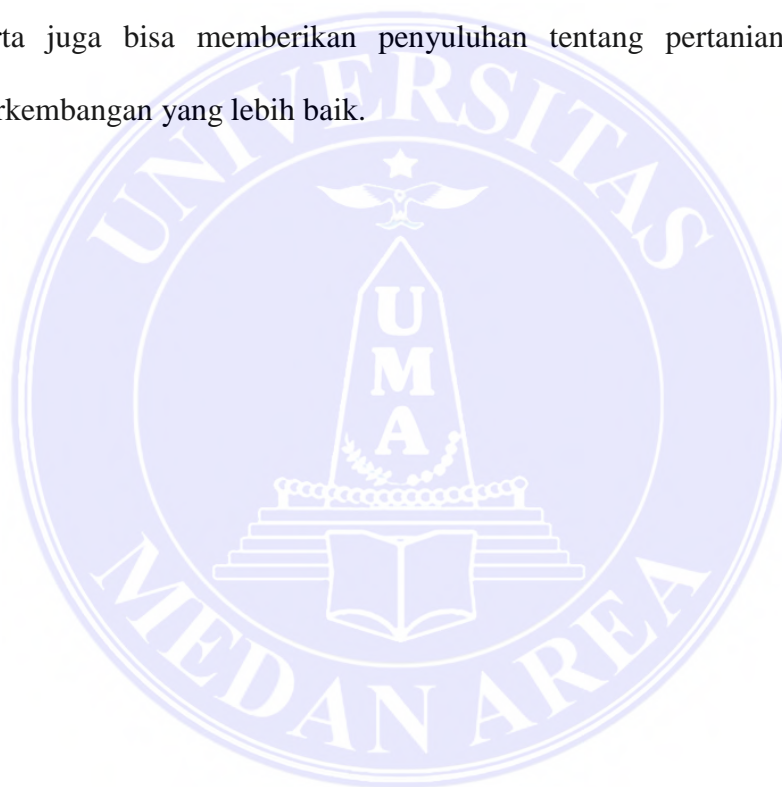 rta juga bisa memberikan penyuluhan tentang pertanian
rkembangan yang lebih baik.
UNIVERSITAS
U
M
A
MEDAN AREA